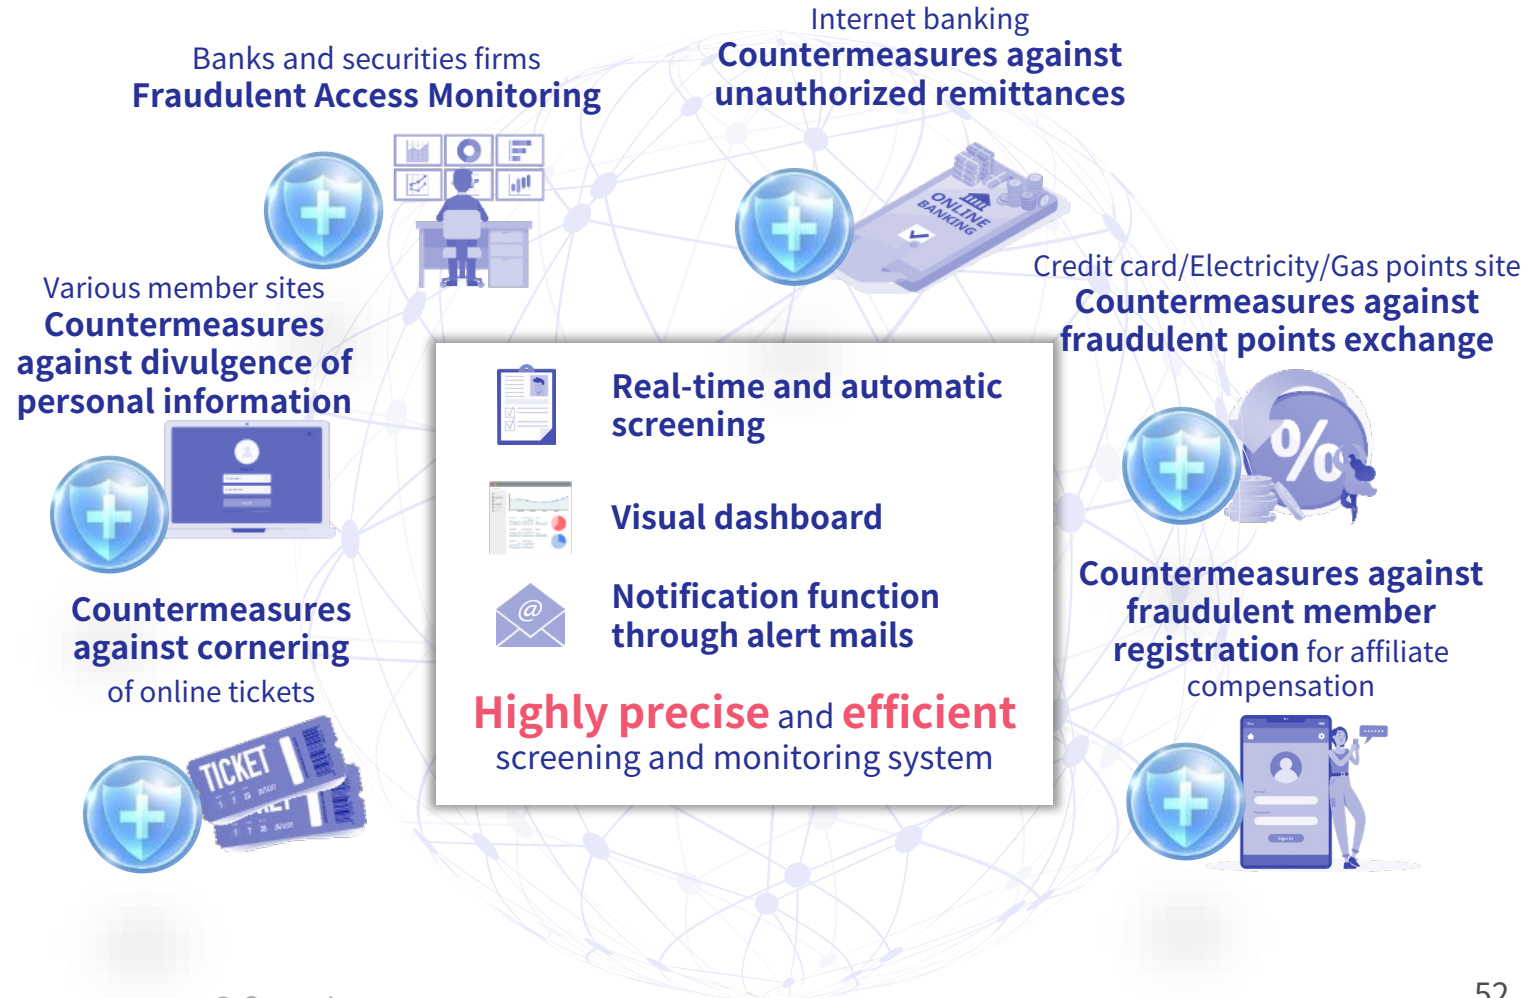 Internet banking
Countermeasures against
unauthorized remittances
Banks and securities firms
Fraudulent Access Monitoring
ONLINE
BANKING
Credit card/Electricity/Gas points site
Countermeasures against
fraudulent points exchange
%
Various member sites
Countermeasures
against divulgence of
personal information
Real-time and automatic
screening
Visual dashboard
@
Notification function
through alert mails
Highly precise and efficient
screening and monitoring system
Countermeasures
against cornering
of online tickets
TICKET
Countermeasures against
fraudulent member
registration for affiliate
compensation
Sign In
52